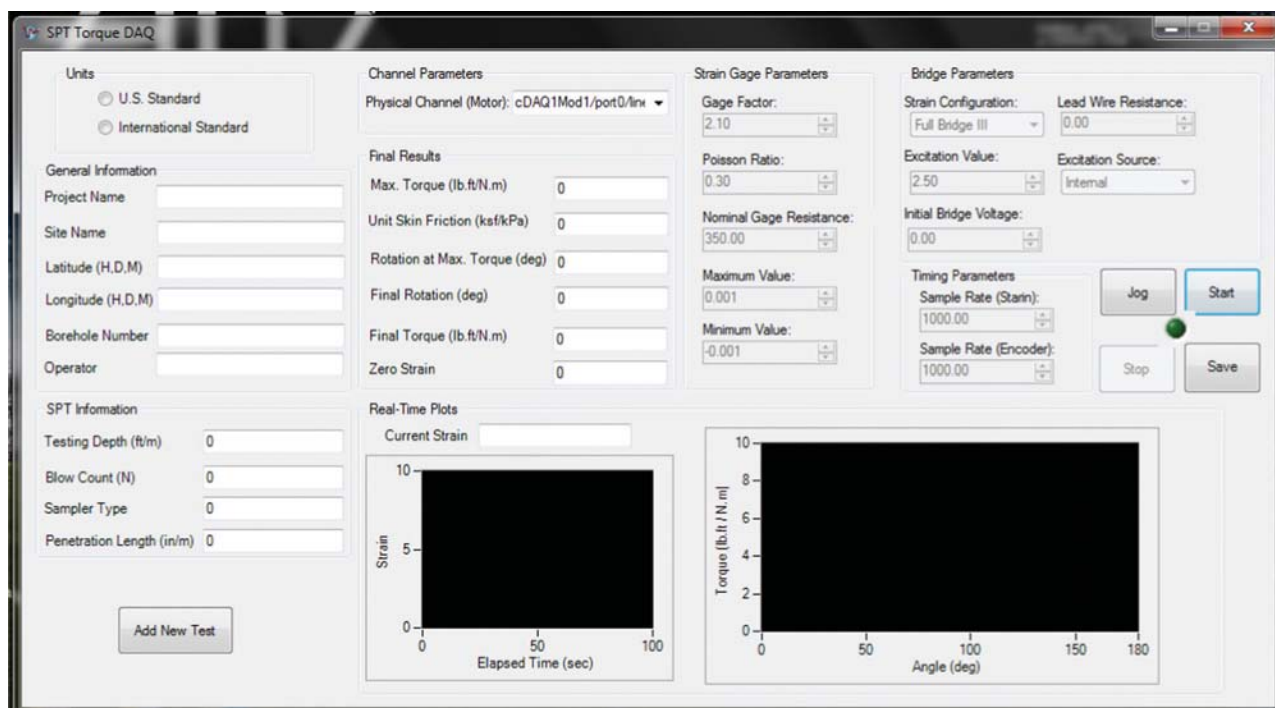 SPT Torque DAQ
Units
U.S. Standard
International Standard
General Information
Project Name
Site Name
Latitude (H,D,M)
Longitude (H,D,M)
Borehole Number
Operator
SPT Information
Testing Depth (ft/m) 0
Blow Count (N) 0
Sampler Type 0
Penetration Length (in/m) 0
Add New Test
Channel Parameters
Physical Channel (Motor): cDAQ1Mod1/port0/line
Final Results
Max. Torque (lb.ft/N.m) 0
Unit Skin Friction (ksf/kPa) 0
Rotation at Max. Torque (deg) 0
Final Rotation (deg) 0
Final Torque (lb.ft/N.m) 0
Zero Strain 0
Strain Gage Parameters
Gage Factor:
2.10
Poisson Ratio:
0.30
Nominal Gage Resistance:
350.00
Maximum Value:
0.001
Minimum Value:
-0.001
Bridge Parameters
Strain Configuration:
Full Bridge III
Lead Wire Resistance:
0.00
Excitation Value:
2.50
Excitation Source:
Internal
Initial Bridge Voltage:
0.00
Timing Parameters
Sample Rate (Starin):
1000.00
Sample Rate (Encoder):
1000.00
Jog
Start
Stop
Save
Real-Time Plots
Current Strain
10
5
0
Strain
0 50 100
Elapsed Time (sec)
10
8
6
4
2
0
Torque (lb.ft / N.m|
0 50 100 150 180
Angle (deg)